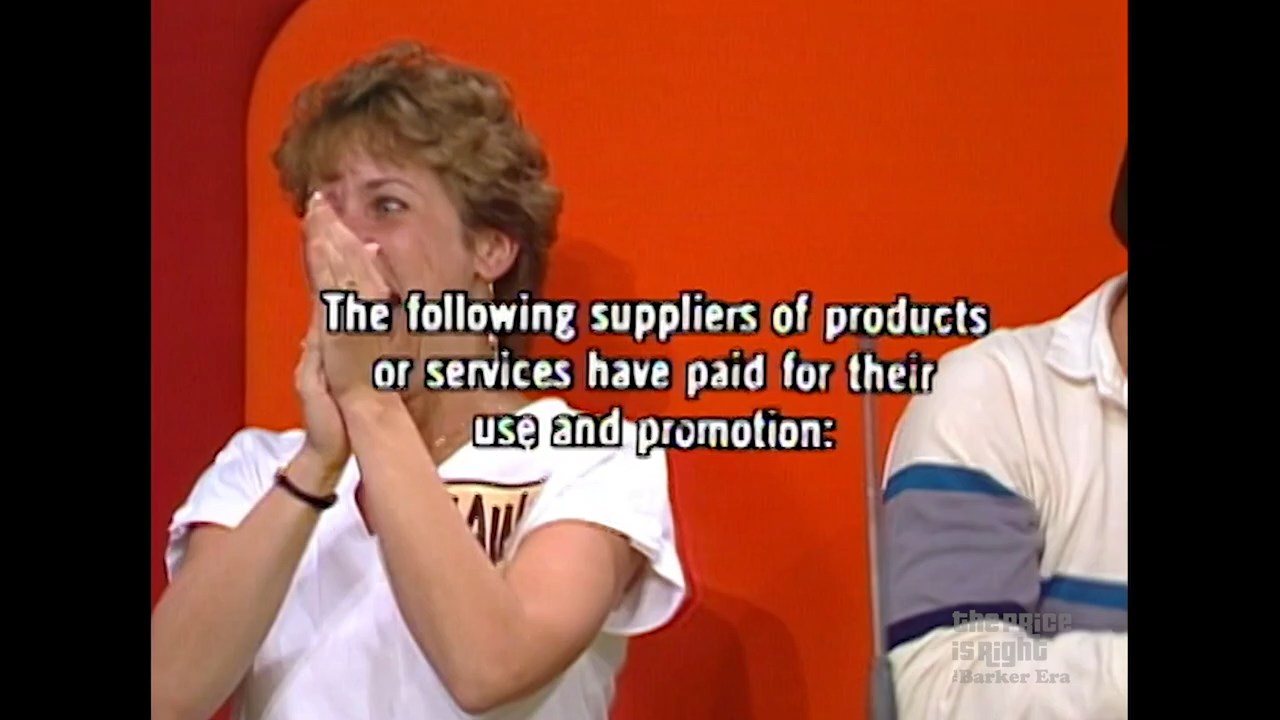 The following suppliers of products
or services have paid for their
use and promotion:
the price
is right
the Barker Era